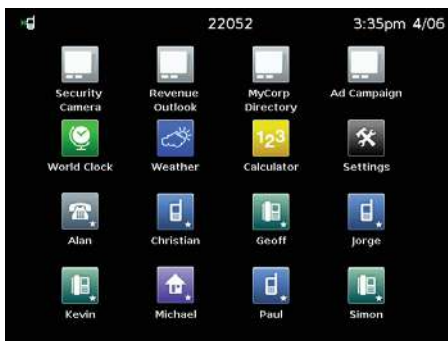 22052 3:35pm 4/06
Security Camera Revenue Outlook MyCorp Directory Ad Campaign
World Clock Weather 123 Calculator Settings
Alan Christian Geoff Jorge
Kevin Michael Paul Simon